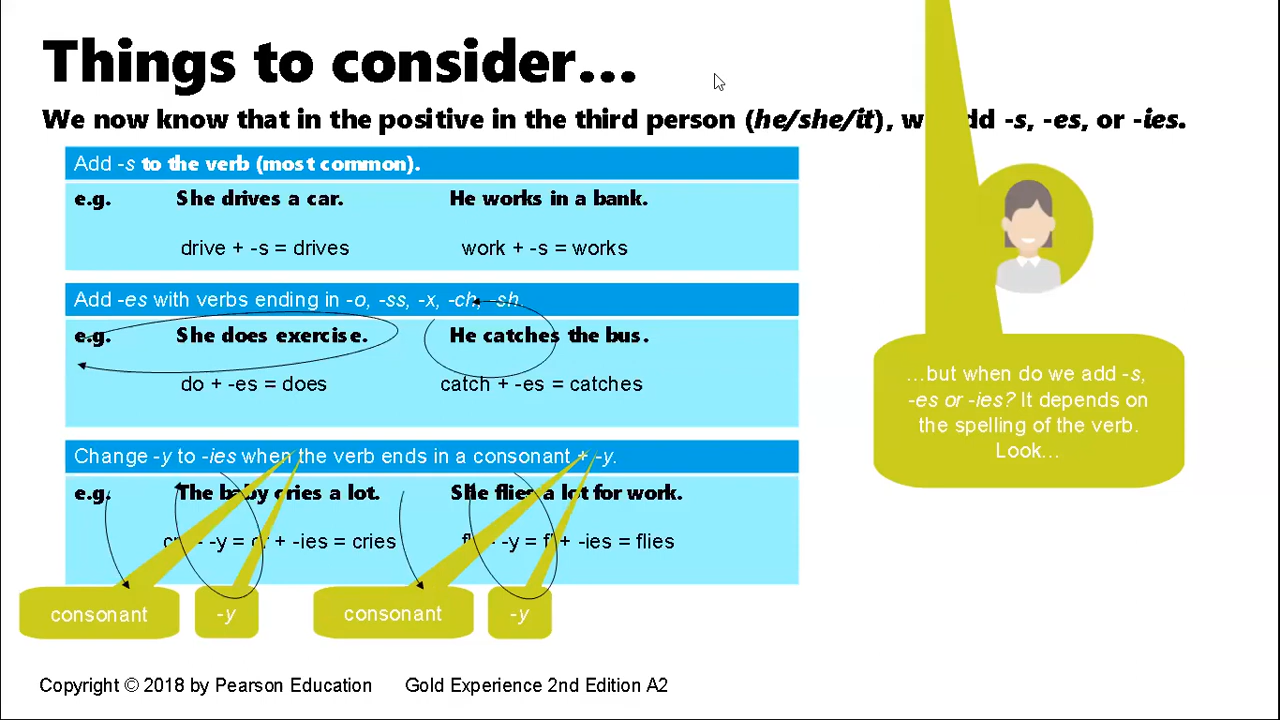 Things to consider...
We now know that in the positive in the third person (he/she/it), w dd -s, -es, or -ies.
Add -s to the verb (most common).
e.g. She drives a car. He works in a bank.
drive + -s = drives work + -s = works
Add -es with verbs ending in -o, -ss, -x, -ch, -sh.
e.g. She does exercise. He catches the bus.
do + -es = does catch + -es = catches
Change -y to -ies when the verb ends in a consonant + -y.
e.g. The baby cries a lot. She flies a lot for work.
-y = + -ies = cries -y = fl + -ies = flies
consonant -y consonant -y
…but when do we add -s,
-es or -ies? It depends on
the spelling of the verb.
Look…
Copyright © 2018 by Pearson Education Gold Experience 2nd Edition A2